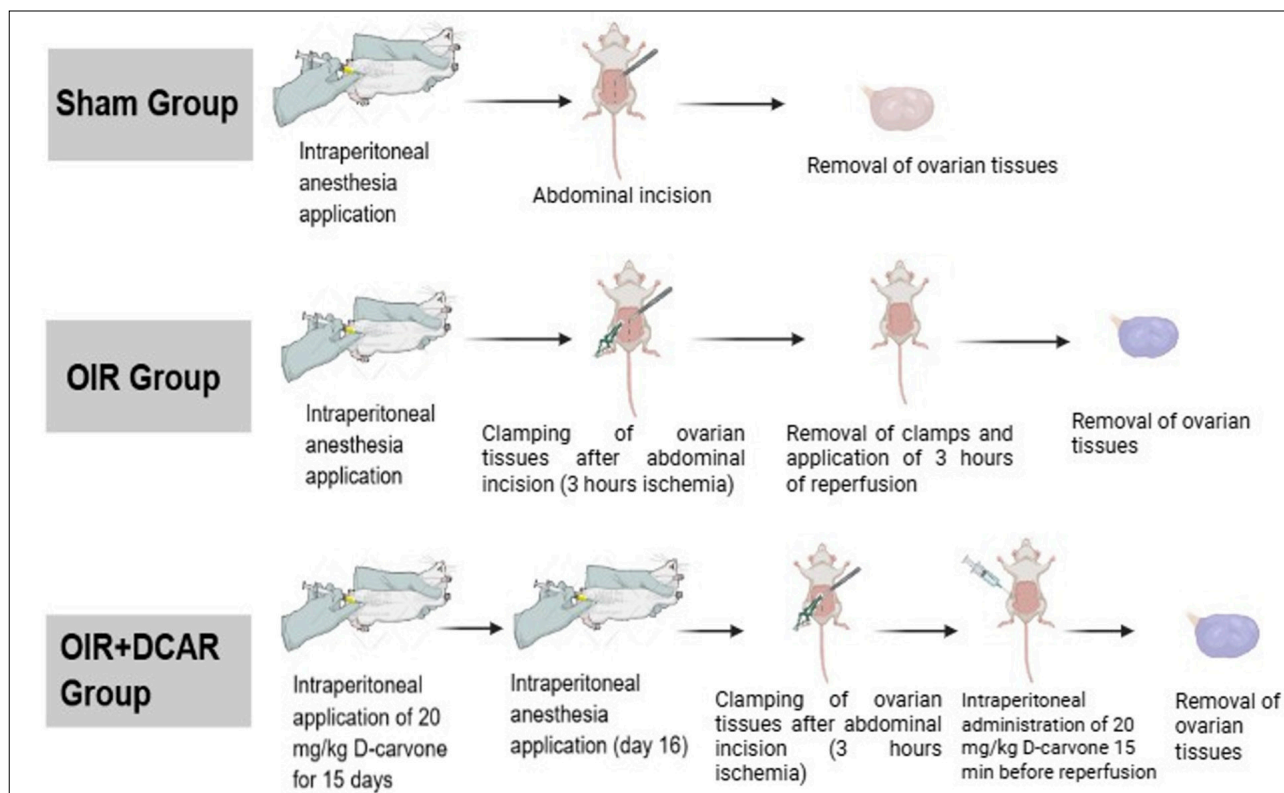 Sham Group
Intraperitoneal
anesthesia
application
Abdominal incision
Removal of ovarian tissues
OIR Group
Intraperitoneal
anesthesia
application
Clamping of ovarian
tissues after abdominal
incision (3 hours ischemia)
Removal of clamps and
application of 3 hours
of reperfusion
Removal of ovarian
tissues
OIR+DCAR
Group
Intraperitoneal
application of 20
mg/kg D-carvone
for 15 days
Intraperitoneal
anesthesia
application (day 16)
Clamping of ovarian
tissues after abdominal
incision (3 hours
ischemia)
Intraperitoneal
administration of 20
mg/kg D-carvone 15
min before reperfusion
Removal of
ovarian
tissues